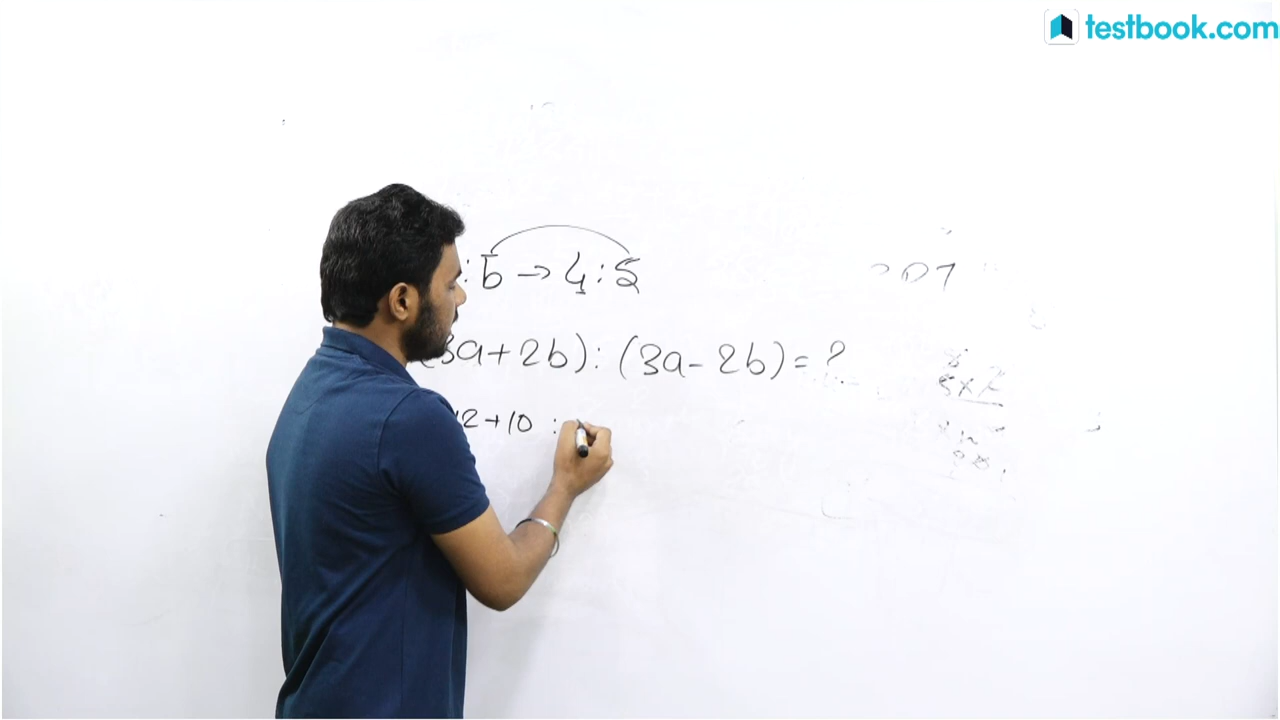 testbook.com
: b → 4 : 5
(3a + 2b) : (3a - 2b) = ?
12 + 10 :